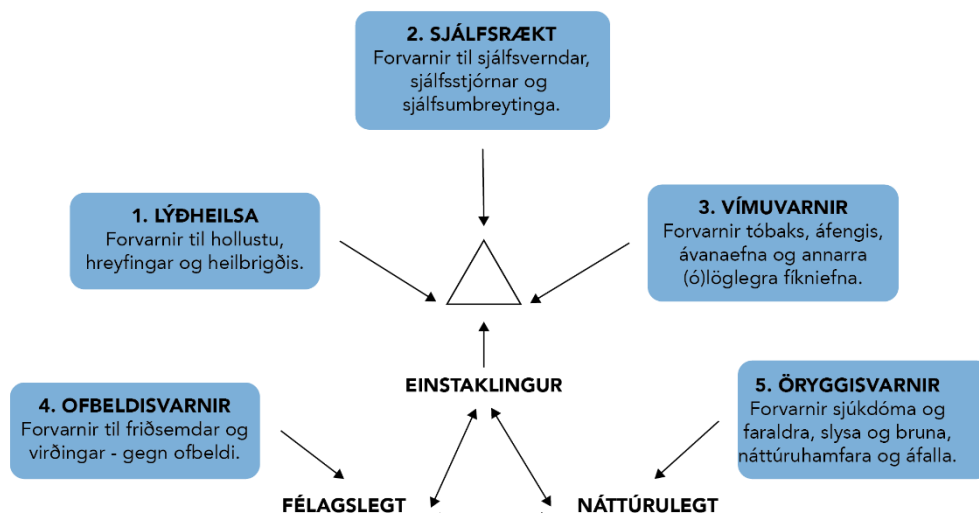 2. SJÁLFSRÆKT
Forvarnir til sjálfsverndar,
sjálfsstjórnar og
sjálfsumbreytinga.
1. LÝÐHEILSA
Forvarnir til hollustu,
hreyfingar og heilbrigðis.
3. VÍMUVARNIR
Forvarnir tóbaks, áfengis,
ávanaefna og annarra
(ó)löglegra fíkniefna.
EINSTAKLINGUR
4. OFBELDISVARNIR
Forvarnir til friðsemdar og
virðingar - gegn ofbeldi.
5. ÖRYGGISVARNIR
Forvarnir sjúkdóma og
faraldra, slysa og bruna,
náttúruhamfara og áfalla.
FÉLAGSLEGT
NÁTTÚRULEGT